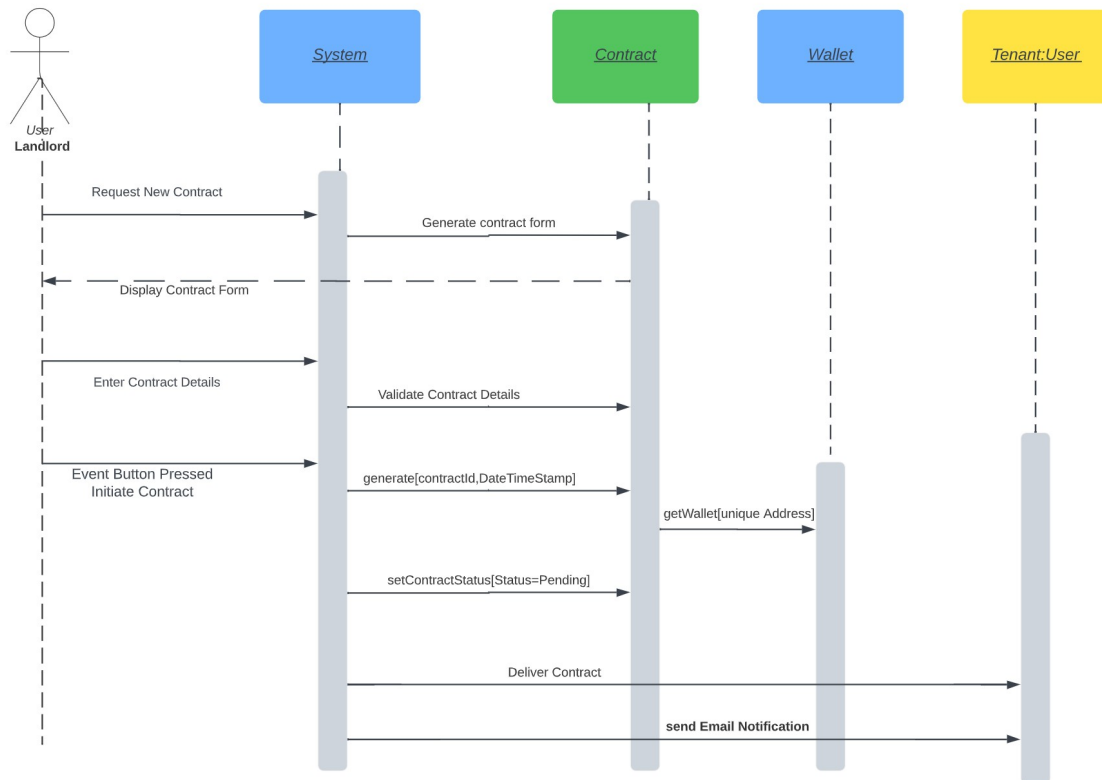 System
Contract
Wallet
Tenant:User
User
Landlord
Request New Contract
Generate contract form
Display Contract Form
Enter Contract Details
Validate Contract Details
Event Button Pressed
Initiate Contract
generate[contractId,DateTimeStamp]
getWallet[unique Address]
setContractStatus[Status=Pending]
Deliver Contract
send Email Notification